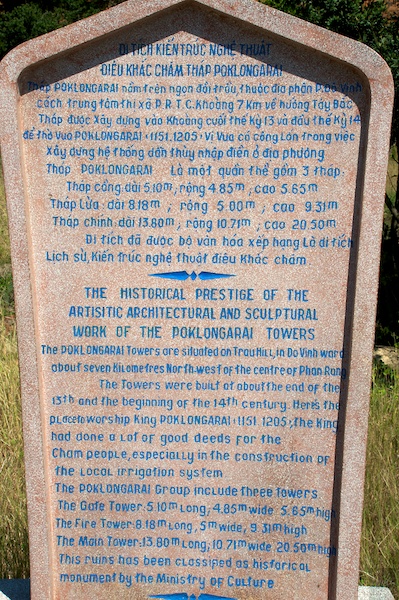 DI TÍCH KIẾN TRÚC NGHỆ THUẬT
ĐIÊU KHẮC CHĂM THÁP POKLONGARAI
Tháp POKLONGARAI nằm trên ngọn đồi trầu, thuộc địa phận P. Đô Vinh
cách trung tâm thị xã P.R.T.C. Khoảng 7 Km về hướng Tây Bắc
Tháp được Xây dựng vào Khoảng cuối thế Kỷ 13 và đầu thế Kỷ 14
để thờ vua POKLONGARAI (1151, 1205). Vì Vua có công lớn trong việc
Xây dựng hệ thống dẫn thủy nhập điền ở địa phương
Tháp POKLONGARAI Là một quần thể gồm 3 tháp:
Tháp cổng dài 5.10m, rộng 4.85m, cao 5.65m
Tháp Lửa: dài 8.18m ; rộng 5.00m ; cao 9.31m
Tháp chính: dài 13.80m ; rộng 10.71m ; cao 20.50m
Di tích đã được bộ văn hóa xếp hạng Là di tích
Lịch sử, Kiến trúc nghệ thuật điêu Khắc chăm
THE HISTORICAL PRESTIGE OF THE
ARTISITIC ARCHITECTURAL AND SCULPTURAL
WORK OF THE POKLONGARAI TOWERS
The POKLONGARAI Towers are situated on Trau Hill, in Do Vinh ward
about seven Kilometres North west of the centre of Phan Rang
The Towers were built at about the end of the
13th and the beginning of the 14th century. Here's the
place to worship King POKLONGARAI (1151, 1205), the King
had done a lot of good deeds for the
Cham people, especially in the construction of
the Local irrigation system
The POKLONGARAI Group include three Towers
The Gate Tower: 5.10m Long, 4.85m wide 5.65m high
The Fire Tower: 8.18m Long, 5m wide, 9.31m high
The Main Tower: 13.80m Long, 10.71m wide 20.50m high
This ruins has been classified as historical
monument by the Ministry of Culture